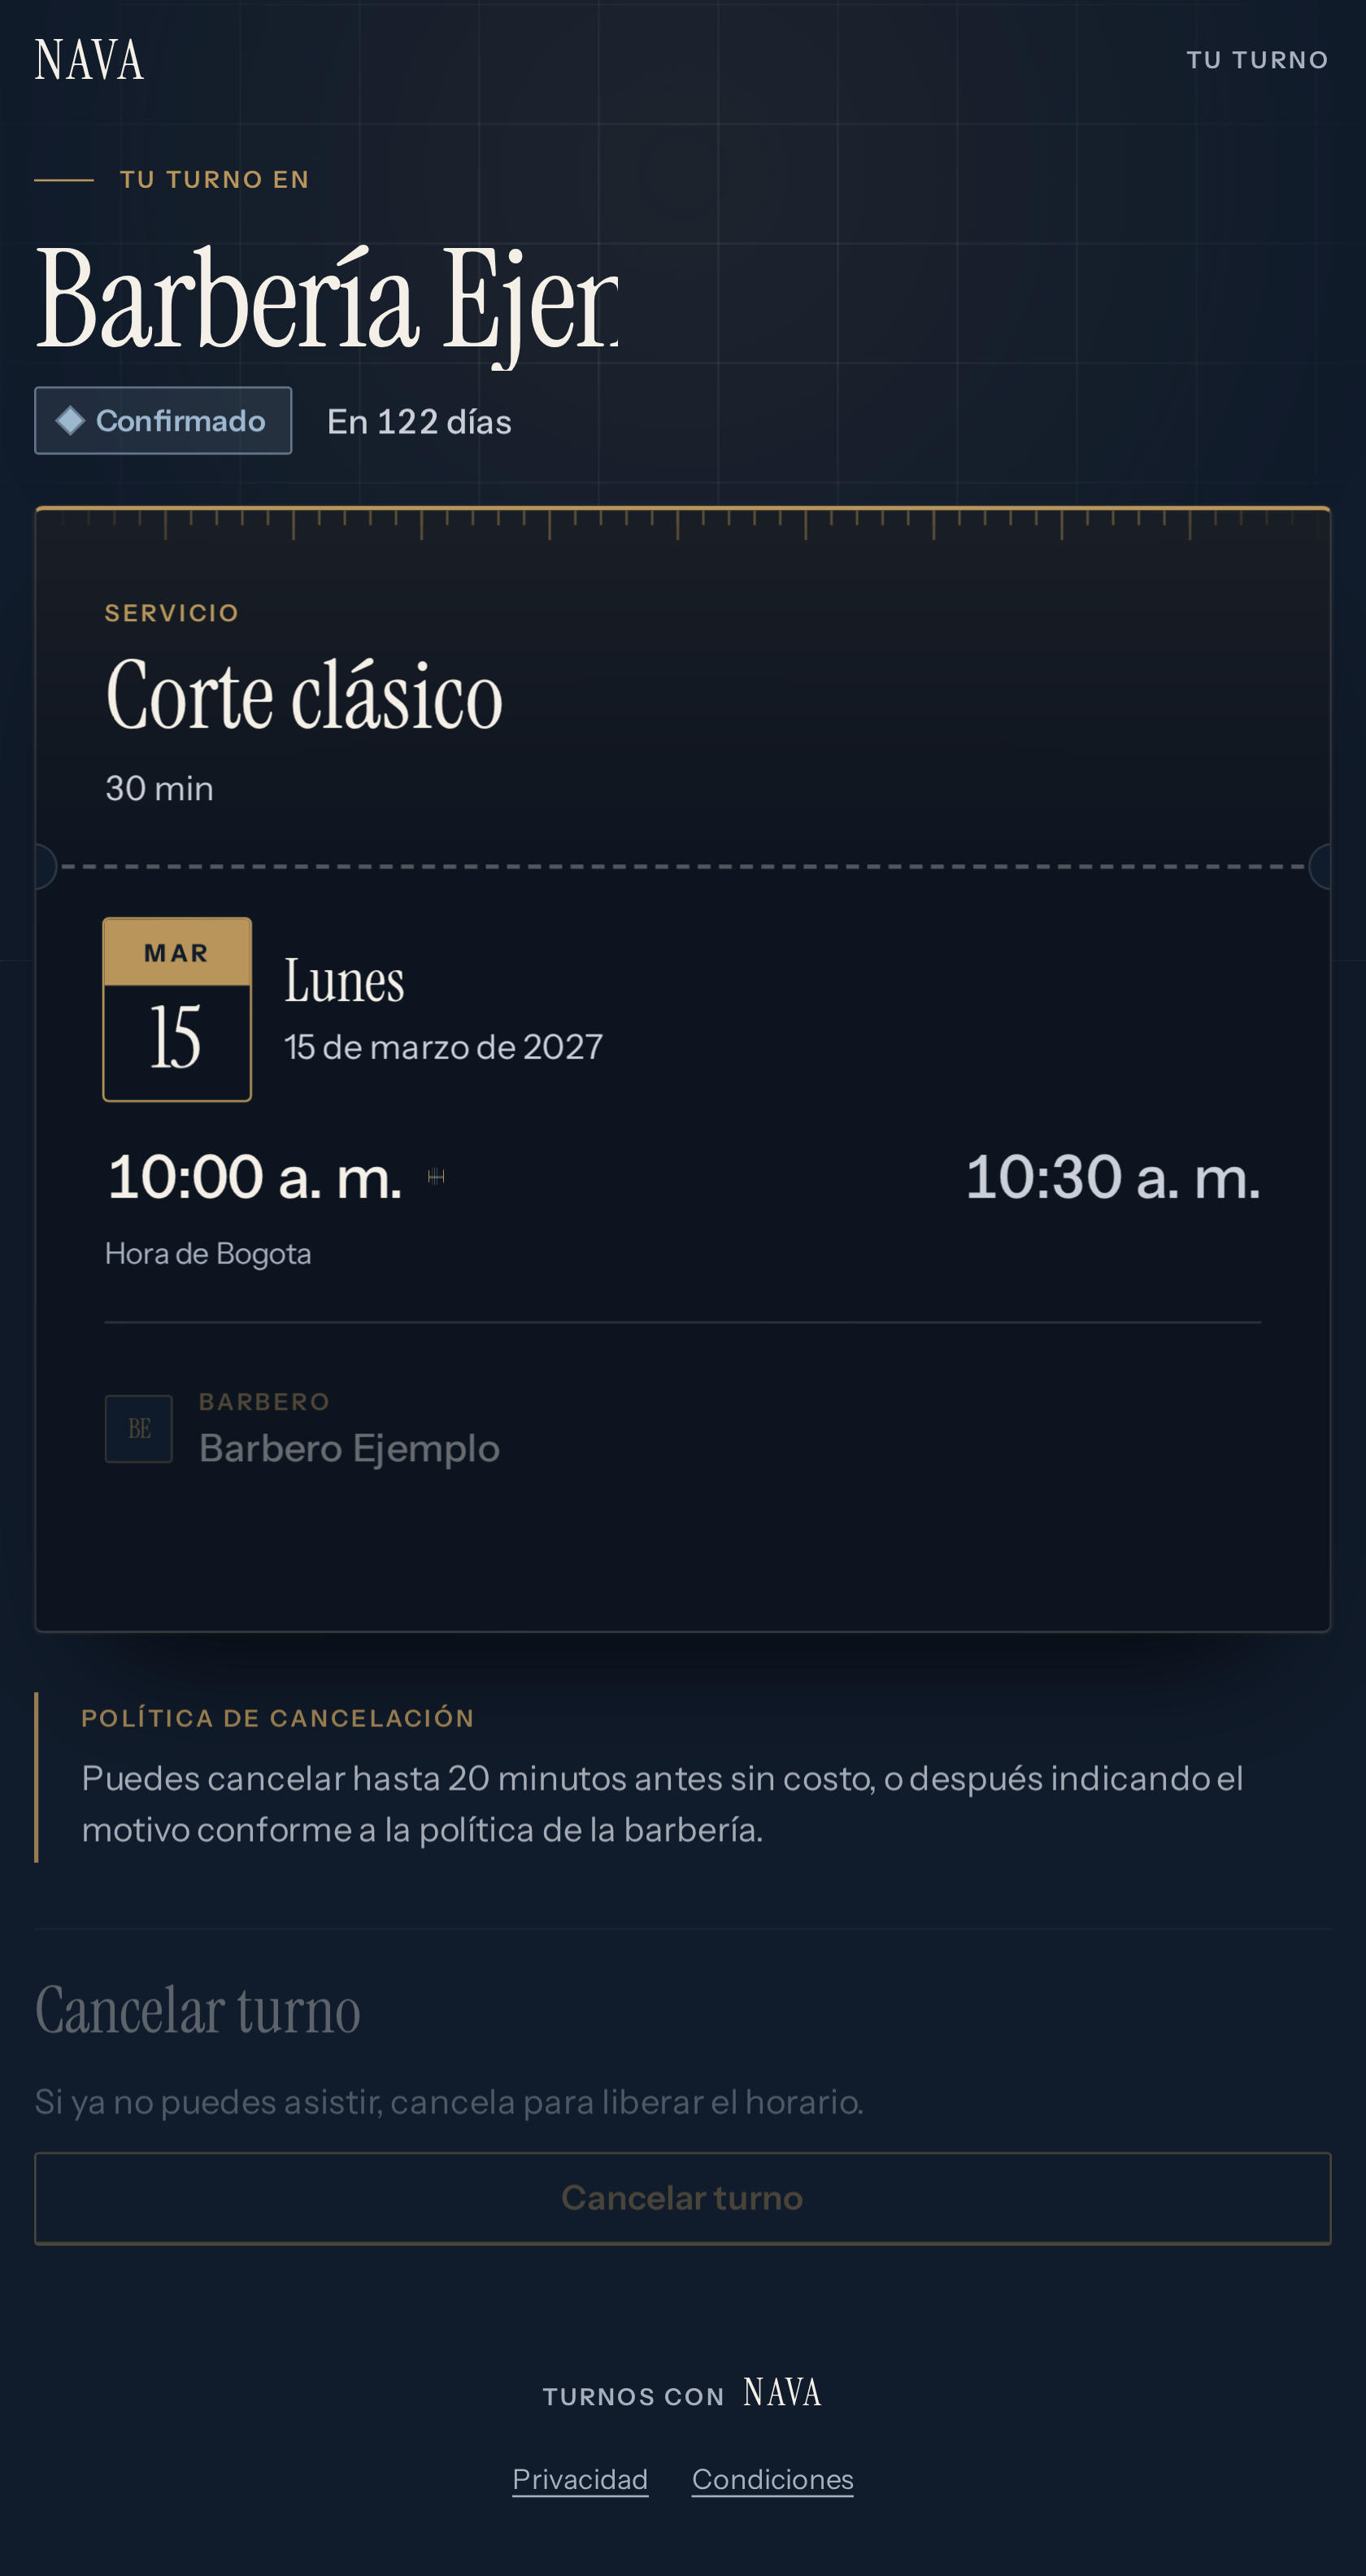 NAVA
TU TURNO
TU TURNO EN
Barbería Ejer
Confirmado
En 122 días
SERVICIO
Corte clásico
30 min
MAR
15
Lunes
15 de marzo de 2027
10:00 a. m.
10:30 a. m.
Hora de Bogota
BE
BARBERO
Barbero Ejemplo
POLÍTICA DE CANCELACIÓN
Puedes cancelar hasta 20 minutos antes sin costo, o después indicando el
motivo conforme a la política de la barbería.
Cancelar turno
Si ya no puedes asistir, cancela para liberar el horario.
Cancelar turno
TURNOS CON NAVA
Privacidad
Condiciones